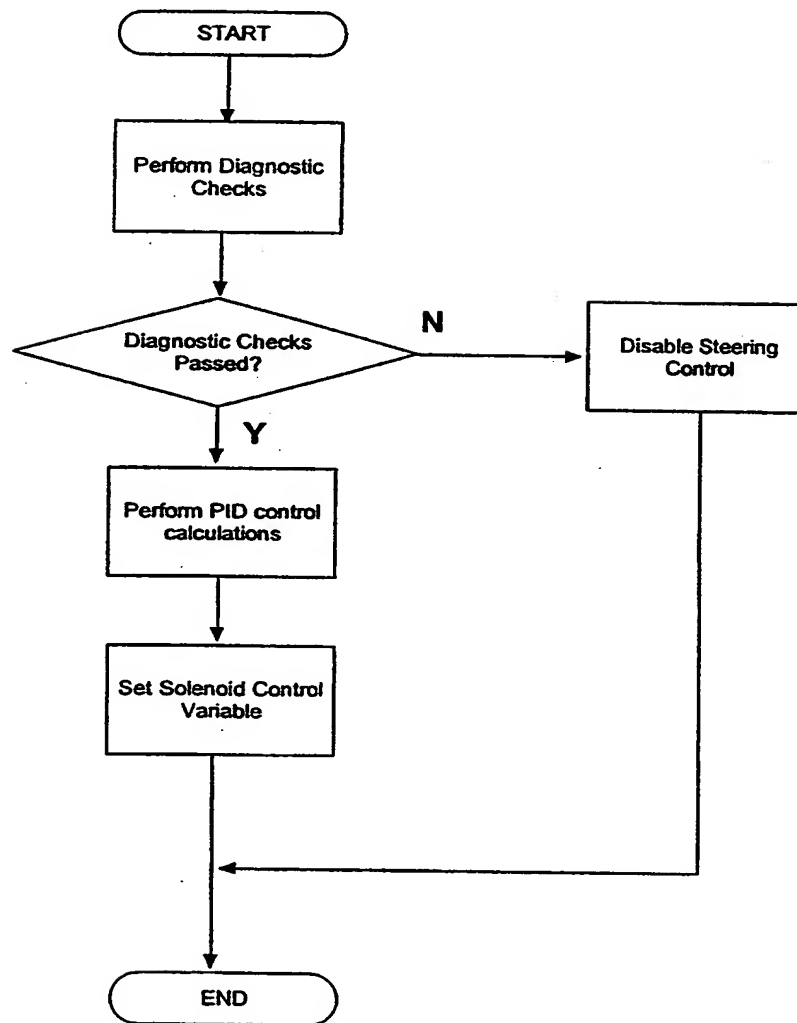 START
Perform Diagnostic
Checks
Diagnostic Checks
Passed?
N
Disable Steering
Control
Y
Perform PID control
calculations
Set Solenoid Control
Variable
END